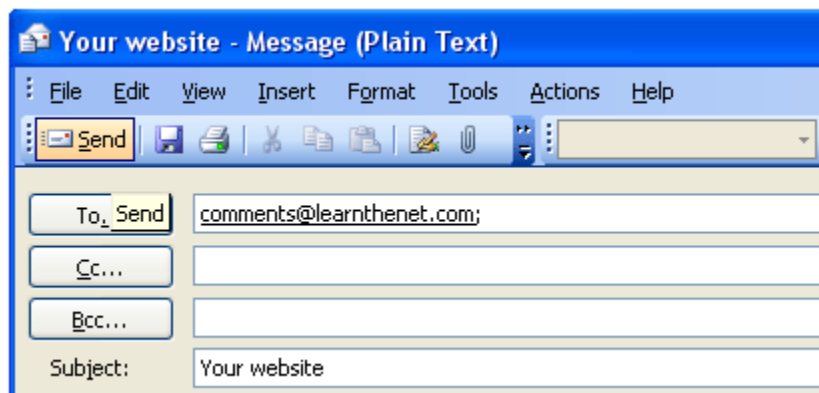 Your website - Message (Plain Text)
File Edit View Insert Format Tools Actions Help
Send
To. Send comments@learnthenet.com;
Cc...
Bcc...
Subject: Your website